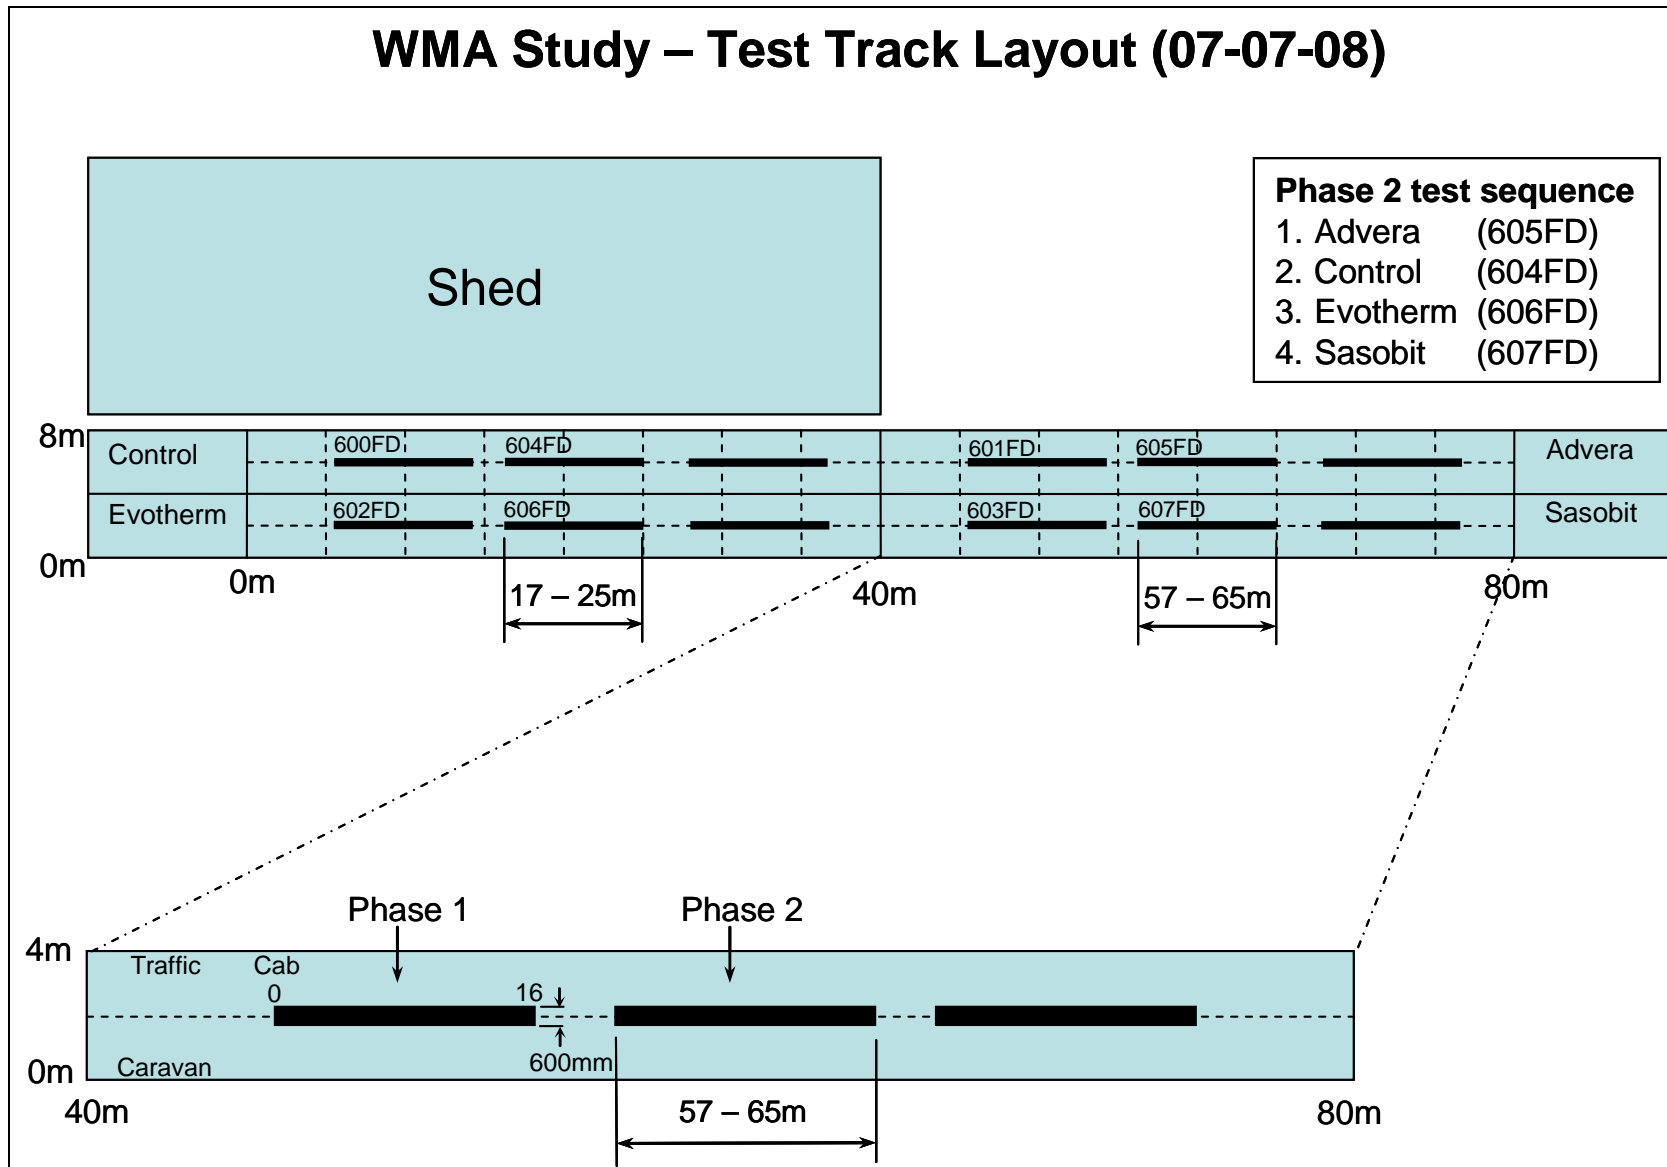 WMA Study – Test Track Layout (07-07-08)
Shed
Phase 2 test sequence
1. Advera (605FD)
2. Control (604FD)
3. Evotherm (606FD)
4. Sasobit (607FD)
8m
Control
600FD
604FD
601FD
605FD
Advera
Evotherm
602FD
606FD
603FD
607FD
Sasobit
0m
0m
17 – 25m
40m
57 – 65m
80m
Phase 1
Phase 2
4m
Traffic
Cab
0
16
600mm
Caravan
0m
40m
57 – 65m
80m